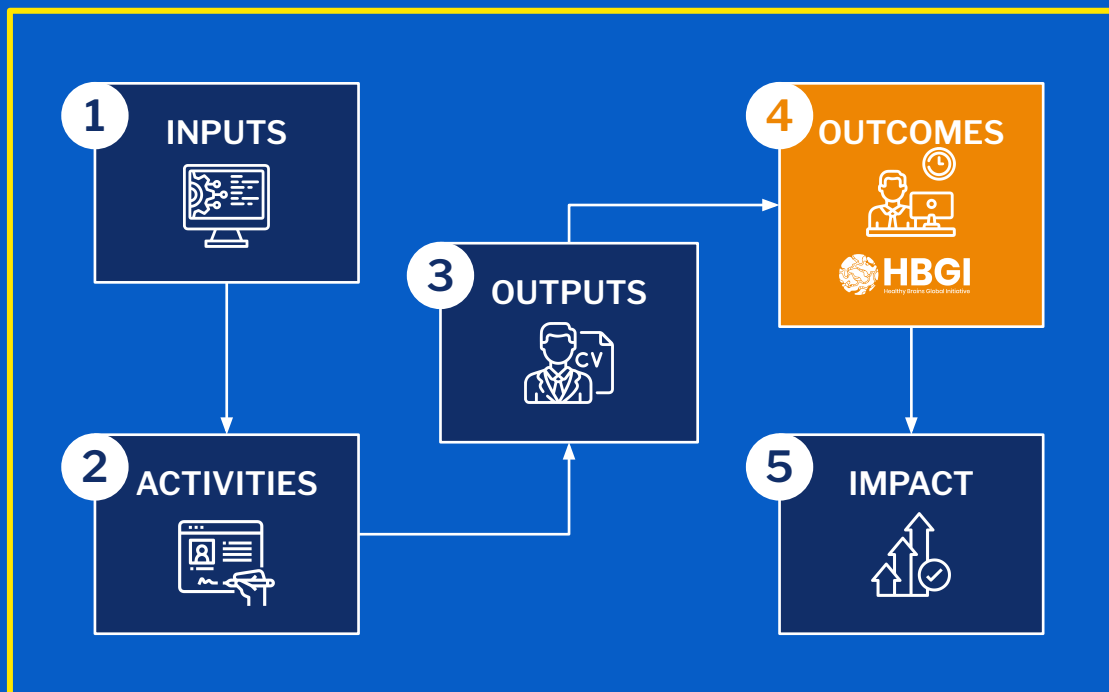 1
INPUTS
2
ACTIVITIES
3
OUTPUTS
CV
4
OUTCOMES
HBGI
Healthy Brains Global Initiative
5
IMPACT